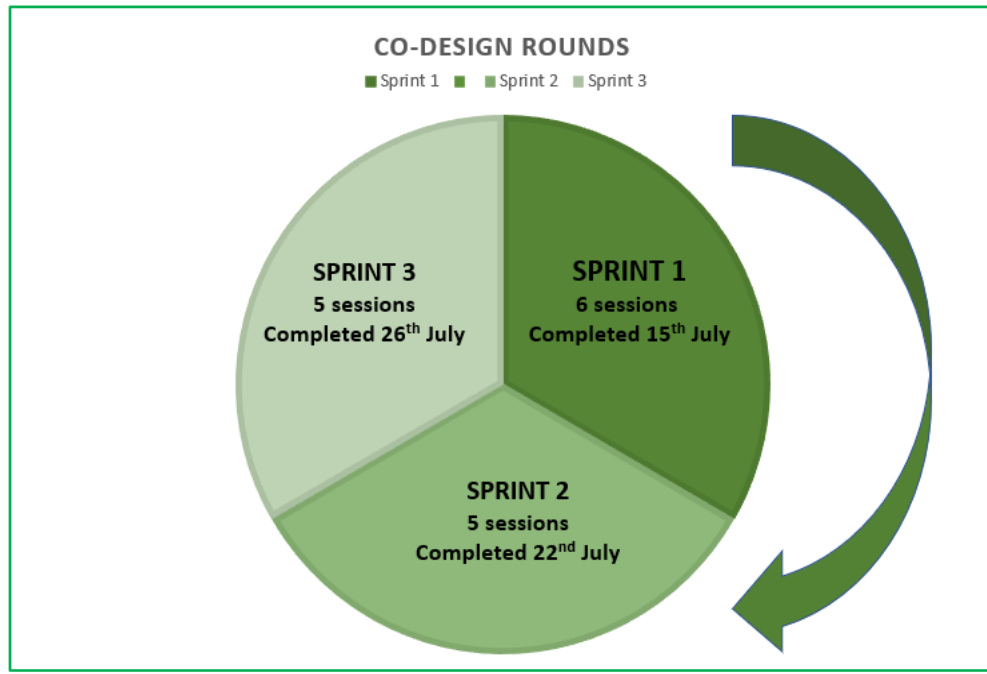 CO-DESIGN ROUNDS
Sprint 1 Sprint 2 Sprint 3
SPRINT 1
6 sessions
Completed 15th July
SPRINT 2
5 sessions
Completed 22nd July
SPRINT 3
5 sessions
Completed 26th July